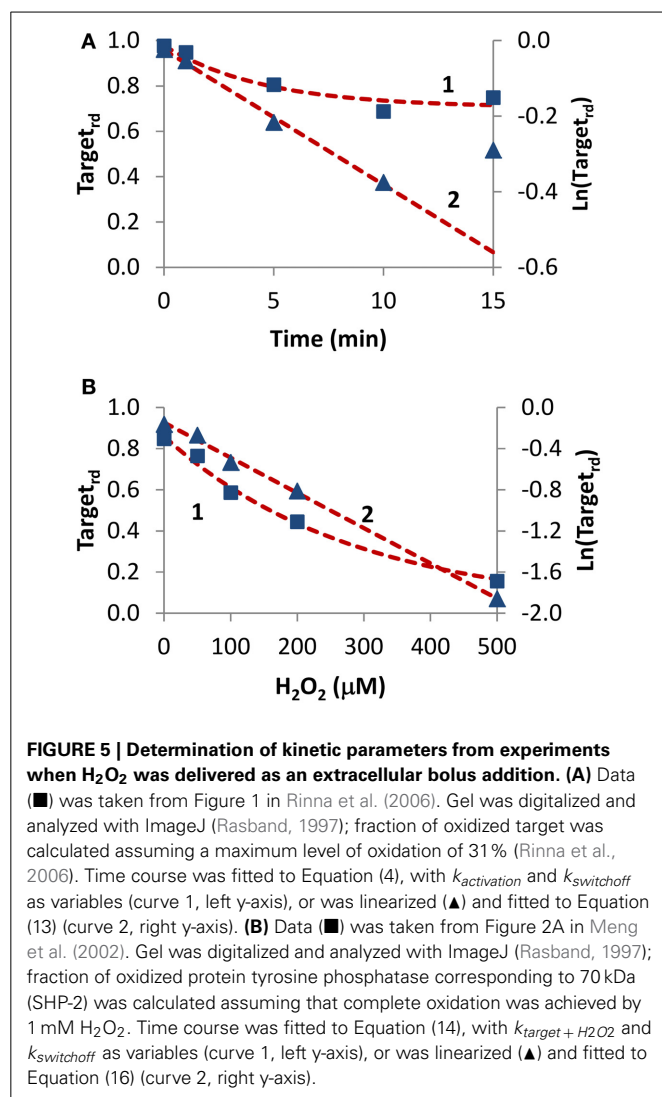 A
1.0
0.8
0.6
0.4
0.2
0.0
Target_rd
0.0
-0.2
-0.4
-0.6
Ln(Target_rd)
1
2
0
5
10
15
Time (min)
B
1.0
0.8
0.6
0.4
0.2
0.0
Target_rd
0.0
-0.4
-0.8
-1.2
-1.6
-2.0
Ln(Target_rd)
1
2
0
100
200
300
400
500
H₂O₂ (µM)
FIGURE 5 | Determination of kinetic parameters from experiments
when H₂O₂ was delivered as an extracellular bolus addition. (A) Data
(■) was taken from Figure 1 in Rinna et al. (2006). Gel was digitalized and
analyzed with ImageJ (Rasband, 1997); fraction of oxidized target was
calculated assuming a maximum level of oxidation of 31% (Rinna et al.,
2006). Time course was fitted to Equation (4), with k_activation and k_switchoff
as variables (curve 1, left y-axis), or was linearized (▲) and fitted to Equation
(13) (curve 2, right y-axis). (B) Data (■) was taken from Figure 2A in Meng
et al. (2002). Gel was digitalized and analyzed with ImageJ (Rasband, 1997);
fraction of oxidized protein tyrosine phosphatase corresponding to 70 kDa
(SHP-2) was calculated assuming that complete oxidation was achieved by
1 mM H₂O₂. Time course was fitted to Equation (14), with k_target + H2O2 and
k_switchoff as variables (curve 1, left y-axis), or was linearized (▲) and fitted to
Equation (16) (curve 2, right y-axis).